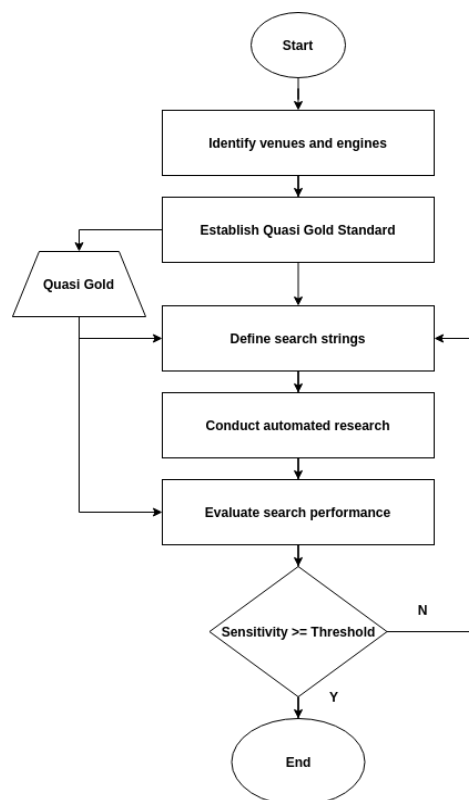 Start
Identify venues and engines
Establish Quasi Gold Standard
Quasi Gold
Define search strings
Conduct automated research
Evaluate search performance
Sensitivity >= Threshold
N
Y
End